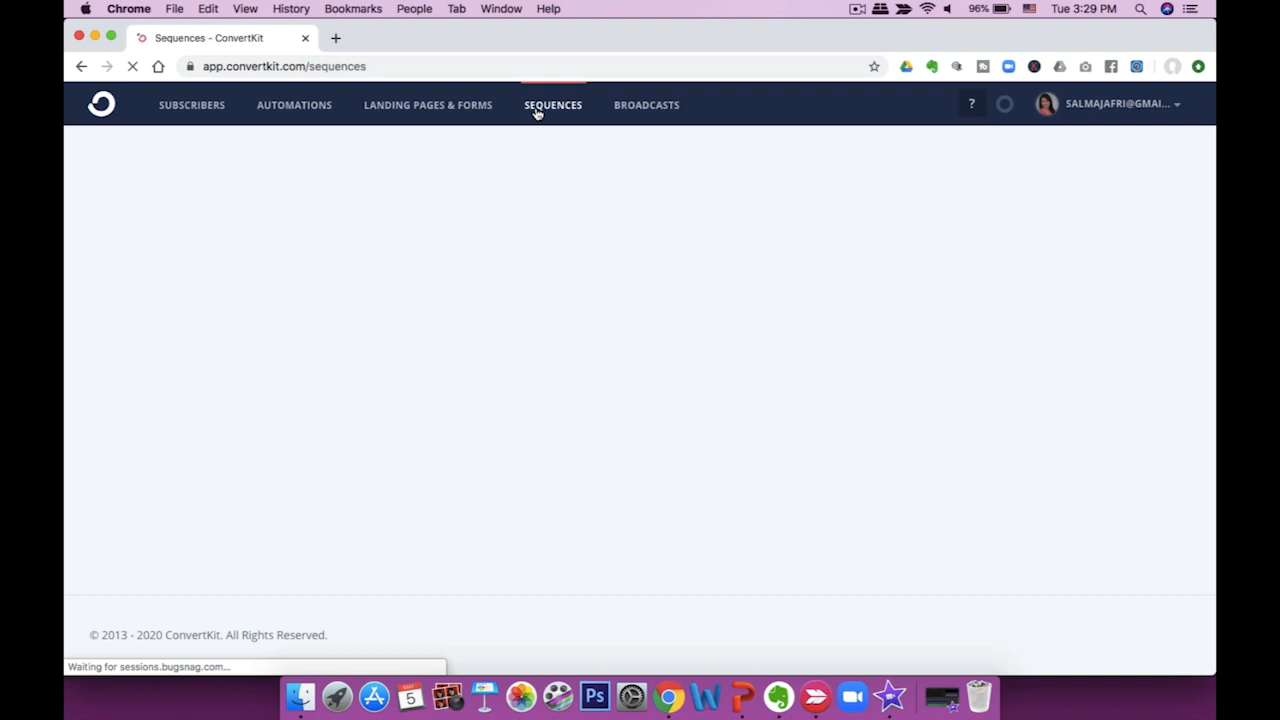 Chrome File Edit View History Bookmarks People Tab Window Help 96% Tue 3:29 PM
Sequences - ConvertKit
app.convertkit.com/sequences
SUBSCRIBERS AUTOMATIONS LANDING PAGES & FORMS SEQUENCES BROADCASTS ? SALMAJAFRI@GMAI...
© 2013 - 2020 ConvertKit. All Rights Reserved.
Waiting for sessions.bugsnag.com...
5 Ps